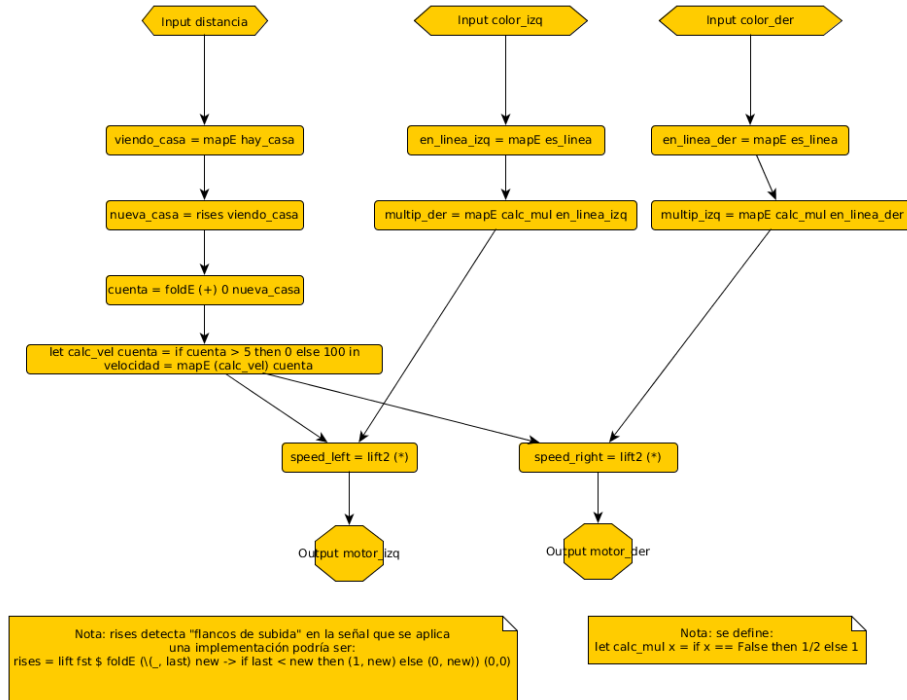 Input distancia
Input color_izq
Input color_der
viendo_casa = mapE hay_casa
en_linea_izq = mapE es_linea
en_linea_der = mapE es_linea
nueva_casa = rises viendo_casa
multip_der = mapE calc_mul en_linea_izq
multip_izq = mapE calc_mul en_linea_der
cuenta = foldE (+) 0 nueva_casa
let calc_vel cuenta = if cuenta > 5 then 0 else 100 in
velocidad = mapE (calc_vel) cuenta
speed_left = lift2 (*)
speed_right = lift2 (*)
Output motor_izq
Output motor_der
Nota: rises detecta "flancos de subida" en la señal que se aplica
una implementación podría ser:
rises = lift fst $ foldE (\(_, last) new -> if last < new then (1, new) else (0, new)) (0,0)
Nota: se define:
let calc_mul x = if x == False then 1/2 else 1